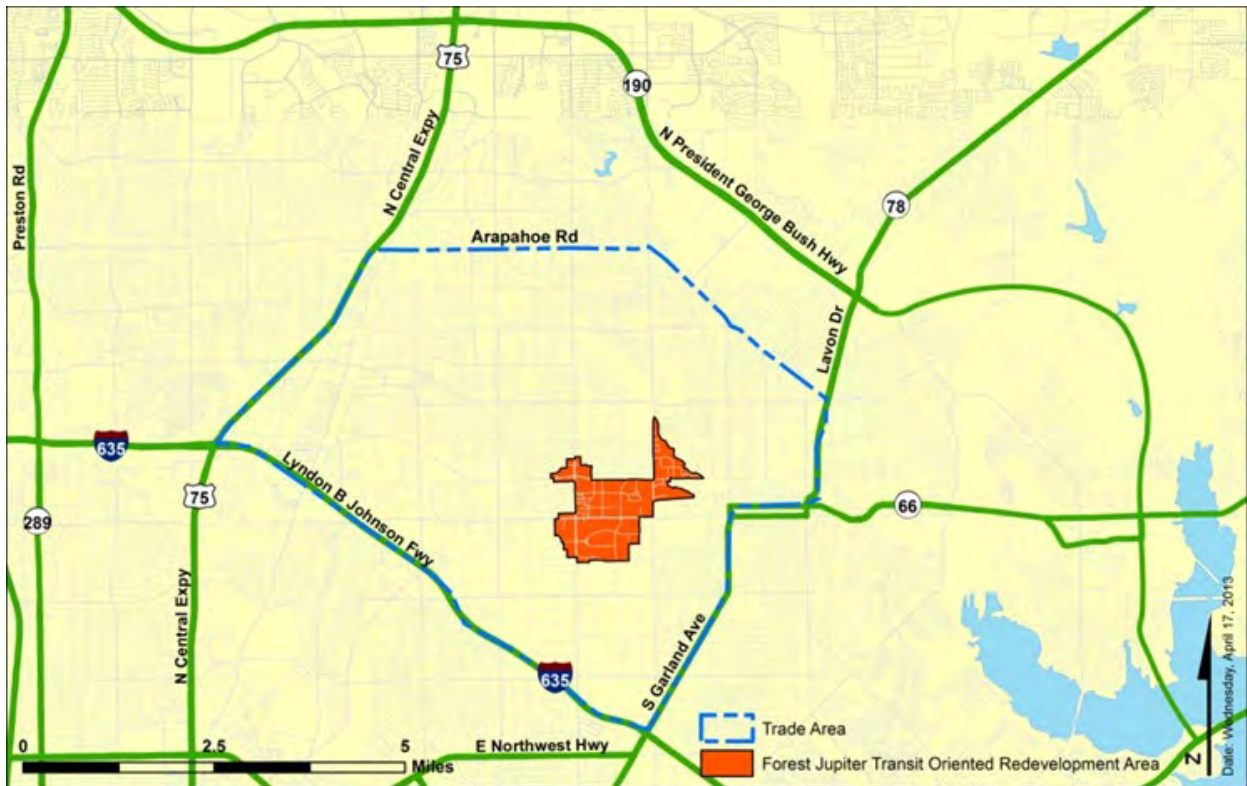 75
190
N Central Expy
Preston Rd
N President George Bush Hwy
78
Arapahoe Rd
Lavon Dr
635
Lyndon B Johnson Fwy
75
289
66
N Central Expy
635
S Garland Ave
E Northwest Hwy
0 2.5 5
Miles
Trade Area
Forest Jupiter Transit Oriented Redevelopment Area
Z
Date: Wednesday, April 17, 2013